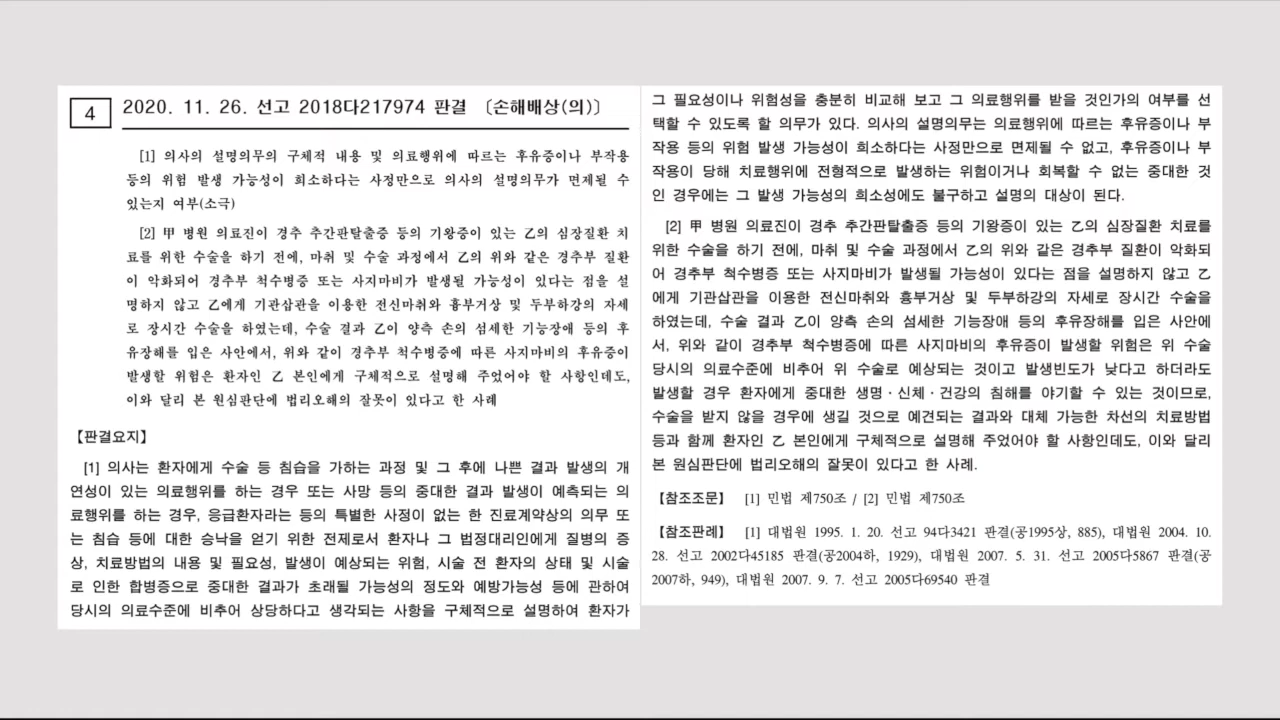 4
2020. 11. 26. 선고 2018다217974 판결 〔손해배상(의)〕
[1] 의사의 설명의무의 구체적 내용 및 의료행위에 따르는 후유증이나 부작용
등의 위험 발생 가능성이 희소하다는 사정만으로 의사의 설명의무가 면제될 수
있는지 여부(소극)
[2] 甲 병원 의료진이 경추 추간판탈출증 등의 기왕증이 있는 乙의 심장질환 치
료를 위한 수술을 하기 전에, 마취 및 수술 과정에서 乙의 위와 같은 경추부 질환
이 악화되어 경추부 척수병증 또는 사지마비가 발생될 가능성이 있다는 점을 설
명하지 않고 乙에게 기관삽관을 이용한 전신마취와 흉부거상 및 두부하강의 자세
로 장시간 수술을 하였는데, 수술 결과 乙이 양측 손의 섬세한 기능장애 등의 후
유장해를 입은 사안에서, 위와 같이 경추부 척수병증에 따른 사지마비의 후유증이
발생할 위험은 환자인 乙 본인에게 구체적으로 설명해 주었어야 할 사항인데도,
이와 달리 본 원심판단에 법리오해의 잘못이 있다고 한 사례
【판결요지】
[1] 의사는 환자에게 수술 등 침습을 가하는 과정 및 그 후에 나쁜 결과 발생의 개
연성이 있는 의료행위를 하는 경우 또는 사망 등의 중대한 결과 발생이 예측되는 의
료행위를 하는 경우, 응급환자라는 등의 특별한 사정이 없는 한 진료계약상의 의무 또
는 침습 등에 대한 승낙을 얻기 위한 전제로서 환자나 그 법정대리인에게 질병의 증
상, 치료방법의 내용 및 필요성, 발생이 예상되는 위험, 시술 전 환자의 상태 및 시술
로 인한 합병증으로 중대한 결과가 초래될 가능성의 정도와 예방가능성 등에 관하여
당시의 의료수준에 비추어 상당하다고 생각되는 사항을 구체적으로 설명하여 환자가
그 필요성이나 위험성을 충분히 비교해 보고 그 의료행위를 받을 것인가의 여부를 선
택할 수 있도록 할 의무가 있다. 의사의 설명의무는 의료행위에 따르는 후유증이나 부
작용 등의 위험 발생 가능성이 희소하다는 사정만으로 면제될 수 없고, 후유증이나 부
작용이 당해 치료행위에 전형적으로 발생하는 위험이거나 회복할 수 없는 중대한 것
인 경우에는 그 발생 가능성의 희소성에도 불구하고 설명의 대상이 된다.
[2] 甲 병원 의료진이 경추 추간판탈출증 등의 기왕증이 있는 乙의 심장질환 치료를
위한 수술을 하기 전에, 마취 및 수술 과정에서 乙의 위와 같은 경추부 질환이 악화되
어 경추부 척수병증 또는 사지마비가 발생될 가능성이 있다는 점을 설명하지 않고 乙
에게 기관삽관을 이용한 전신마취와 흉부거상 및 두부하강의 자세로 장시간 수술을
하였는데, 수술 결과 乙이 양측 손의 섬세한 기능장애 등의 후유장해를 입은 사안에
서, 위와 같이 경추부 척수병증에 따른 사지마비의 후유증이 발생할 위험은 위 수술
당시의 의료수준에 비추어 위 수술로 예상되는 것이고 발생빈도가 낮다고 하더라도
발생할 경우 환자에게 중대한 생명·신체·건강의 침해를 야기할 수 있는 것이므로,
수술을 받지 않을 경우에 생길 것으로 예견되는 결과와 대체 가능한 차선의 치료방법
등과 함께 환자인 乙 본인에게 구체적으로 설명해 주었어야 할 사항인데도, 이와 달리
본 원심판단에 법리오해의 잘못이 있다고 한 사례.
【참조조문】 [1] 민법 제750조 / [2] 민법 제750조
【참조판례】 [1] 대법원 1995. 1. 20. 선고 94다3421 판결(공1995상, 885), 대법원 2004. 10.
28. 선고 2002다45185 판결(공2004하, 1929), 대법원 2007. 5. 31. 선고 2005다5867 판결(공
2007하, 949), 대법원 2007. 9. 7. 선고 2005다69540 판결